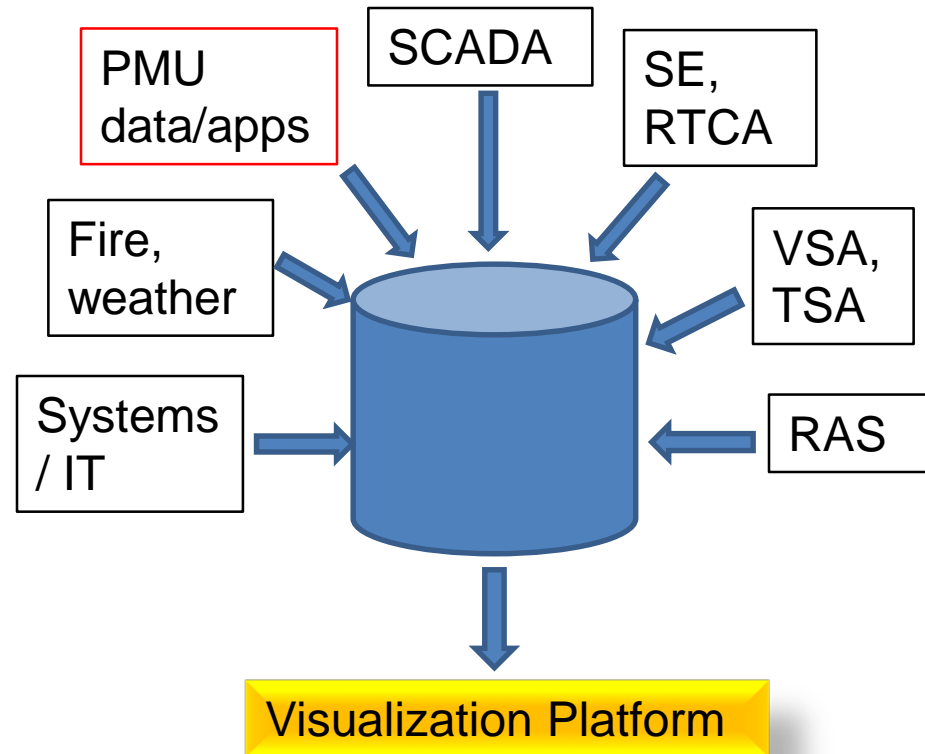 SCADA
PMU
data/apps
SE,
RTCA
Fire,
weather
VSA,
TSA
Systems
/ IT
RAS
Visualization Platform